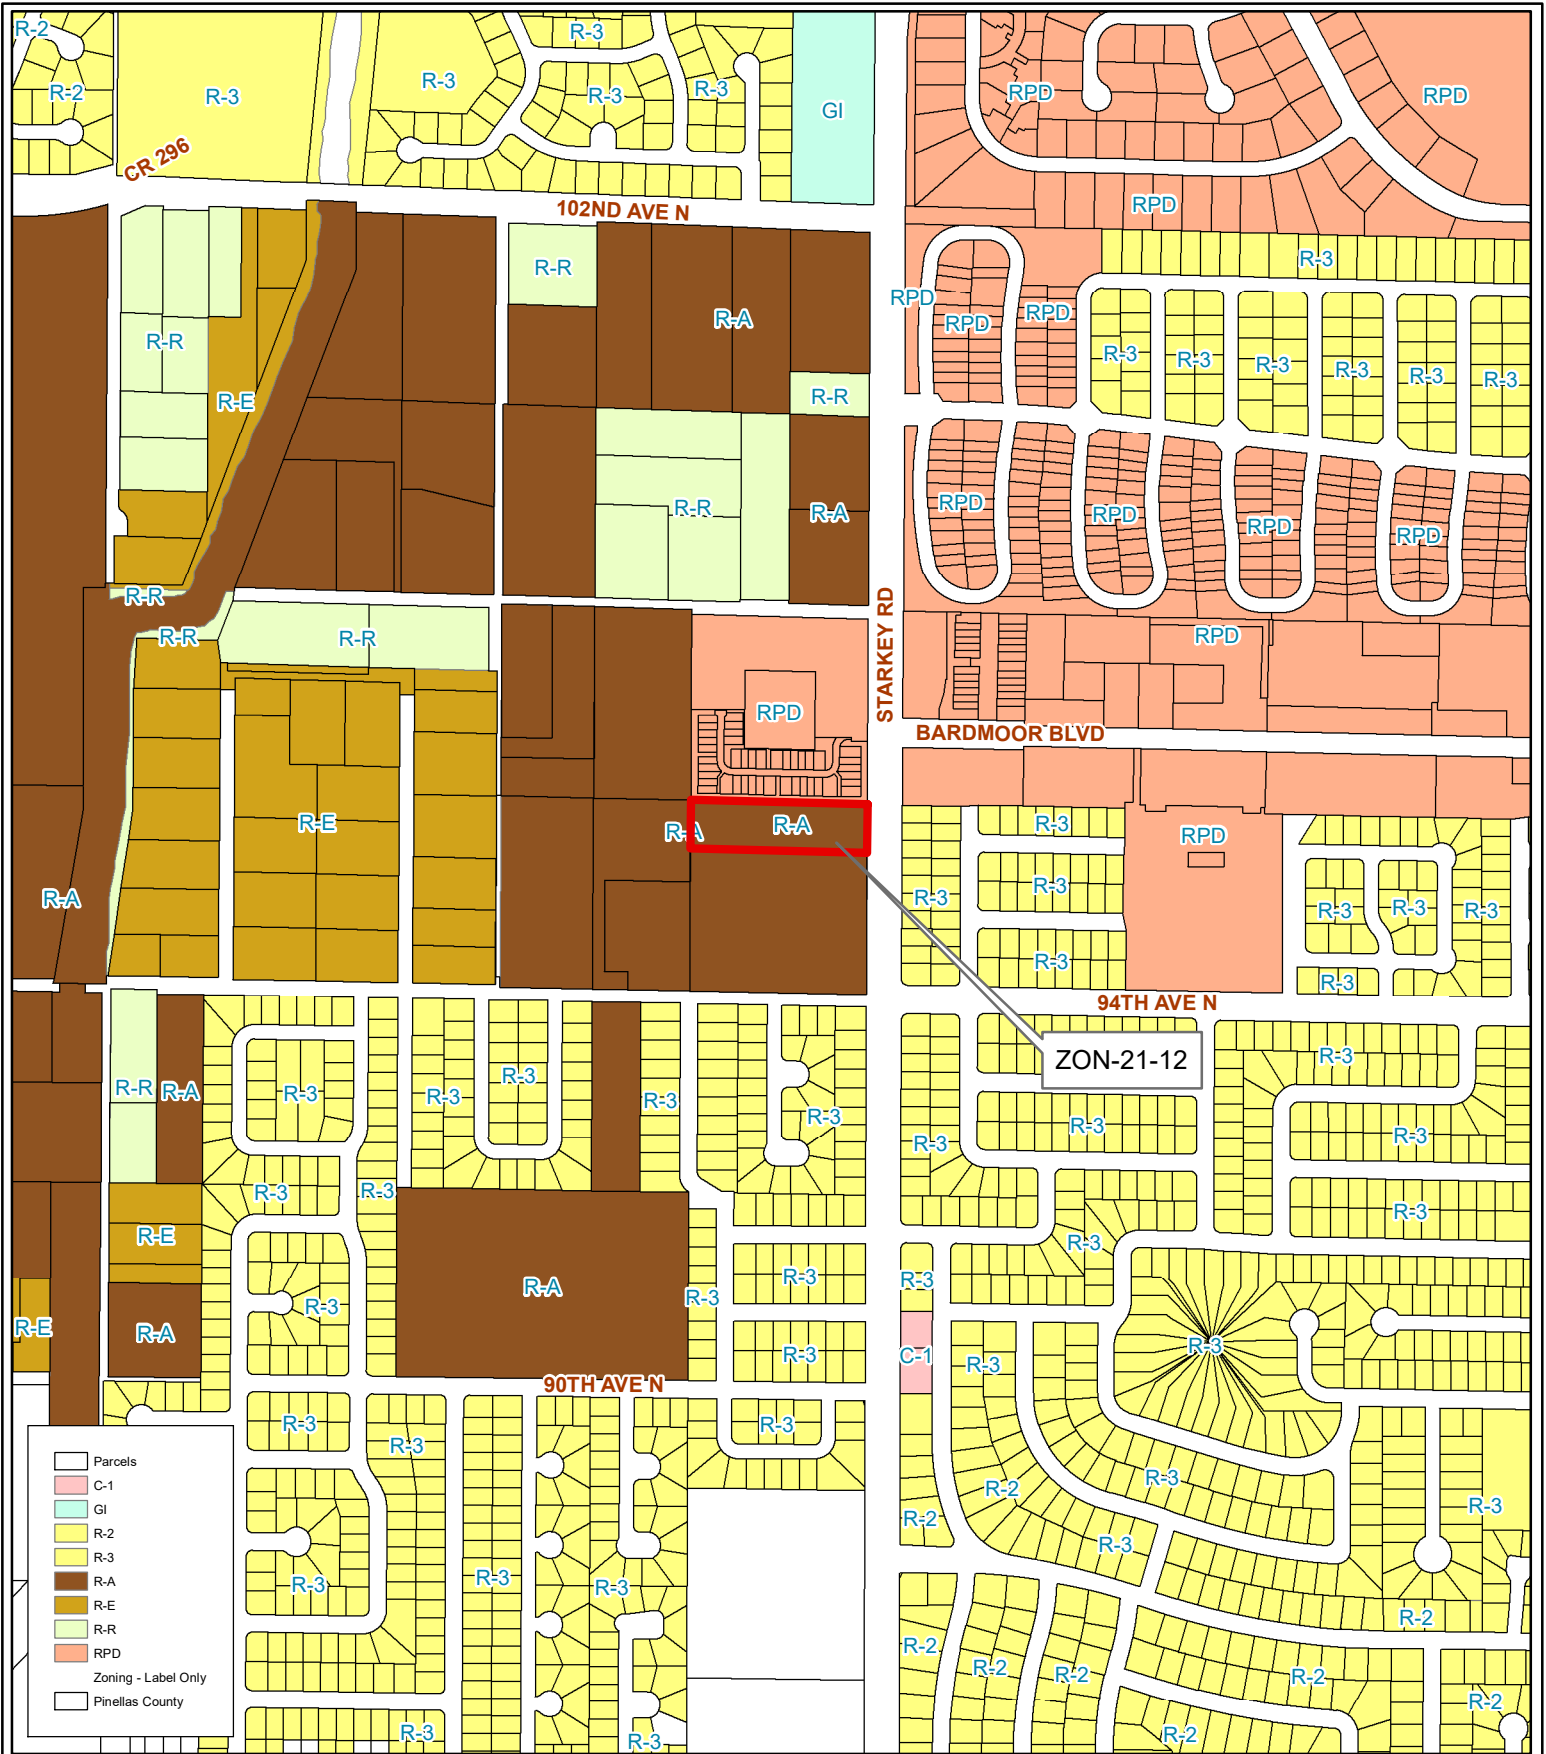 R-2
R-3
R-3
R-3
R-2
R-3
R-3
GI
RPD
RPD
CR 296
102ND AVE N
RPD
R-R
R-3
RPD
RPD
RPD
R-A
R-R
R-3
R-3
R-3
R-3
R-3
R-3
R-E
R-R
R-R
R-A
RPD
RPD
RPD
RPD
R-R
R-R
R-R
STARKEY RD
RPD
RPD
BARDMOOR BLVD
R-E
R-A
R-A
R-3
RPD
R-3
R-A
R-3
R-3
R-3
R-3
R-3
R-3
94TH AVE N
ZON-21-12
R-R
R-A
R-3
R-3
R-3
R-3
R-3
R-3
R-3
R-3
R-3
R-3
R-3
R-3
R-E
R-3
R-A
R-3
R-3
R-3
R-3
R-E
R-A
R-3
C-1
R-3
R-3
90TH AVE N
R-3
R-3
R-3
R-3
R-2
R-3
R-2
R-3
R-3
R-3
R-3
R-3
R-2
R-2
R-2
R-2
R-2
R-2
R-3
R-3
R-2
Parcels
C-1
GI
R-2
R-3
R-A
R-E
R-R
RPD
Zoning - Label Only
Pinellas County